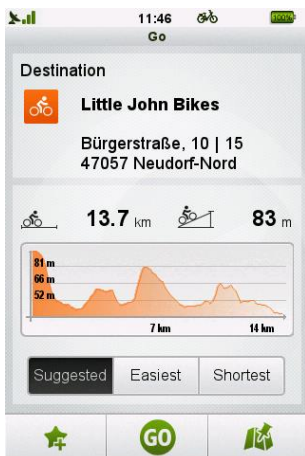 11:46
100%
Go
Destination
Little John Bikes
Bürgerstraße, 10 | 15
47057 Neudorf-Nord
13.7 km 83 m
81 m
66 m
52 m
7 km 14 km
Suggested Easiest Shortest
GO